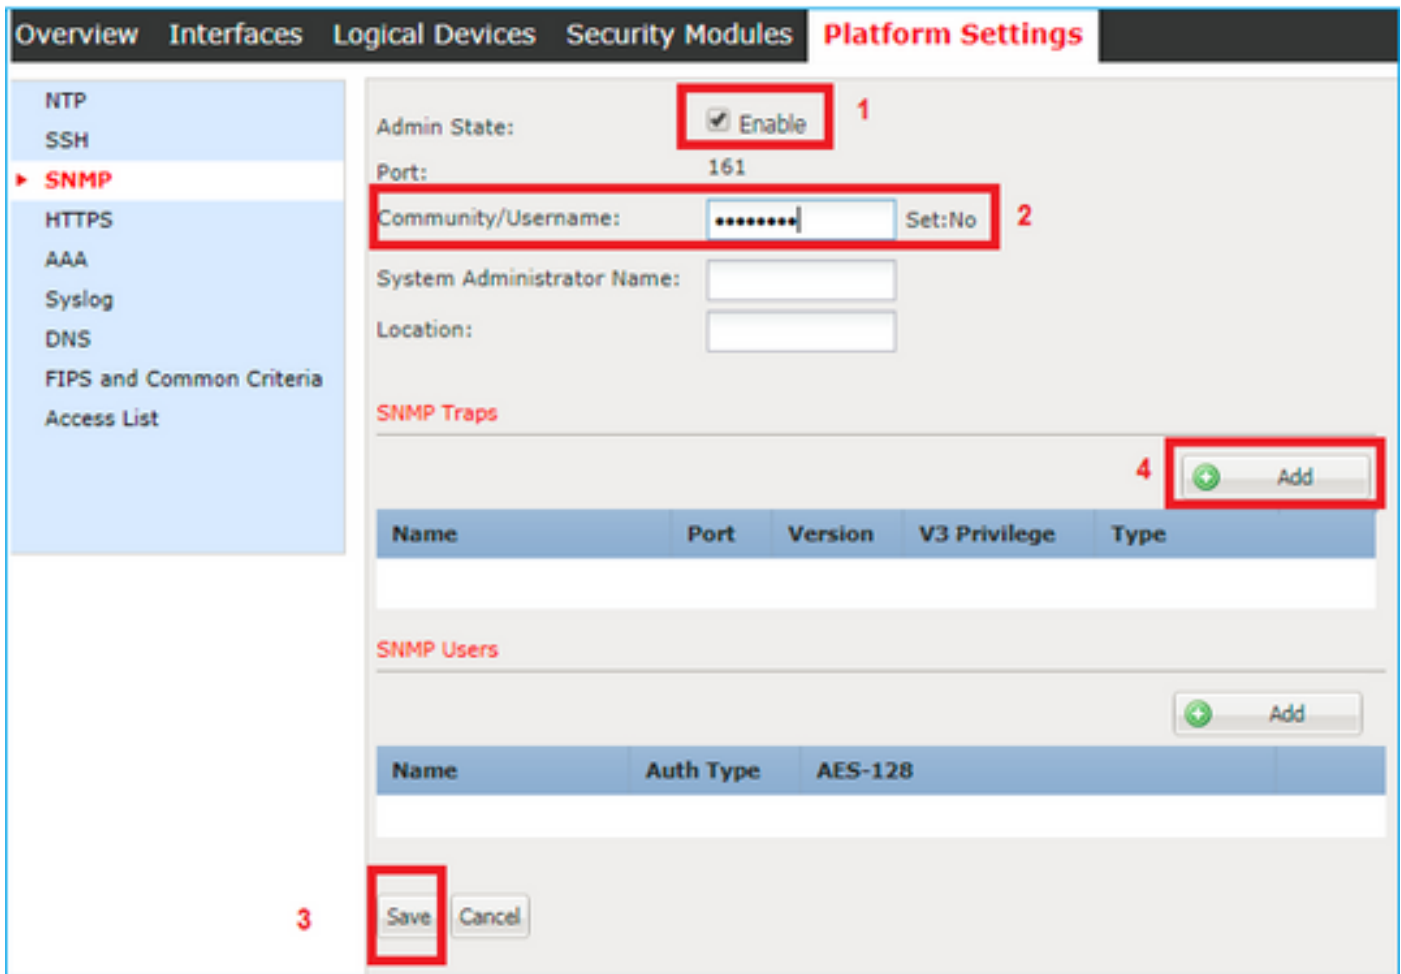 Overview Interfaces Logical Devices Security Modules Platform Settings
NTP
SSH
SNMP
HTTPS
AAA
Syslog
DNS
FIPS and Common Criteria
Access List
Admin State: Enable 1
Port: 161
Community/Username: •••••••• Set:No 2
System Administrator Name:
Location:
SNMP Traps
4 Add
Name Port Version V3 Privilege Type
SNMP Users
Add
Name Auth Type AES-128
3 Save Cancel